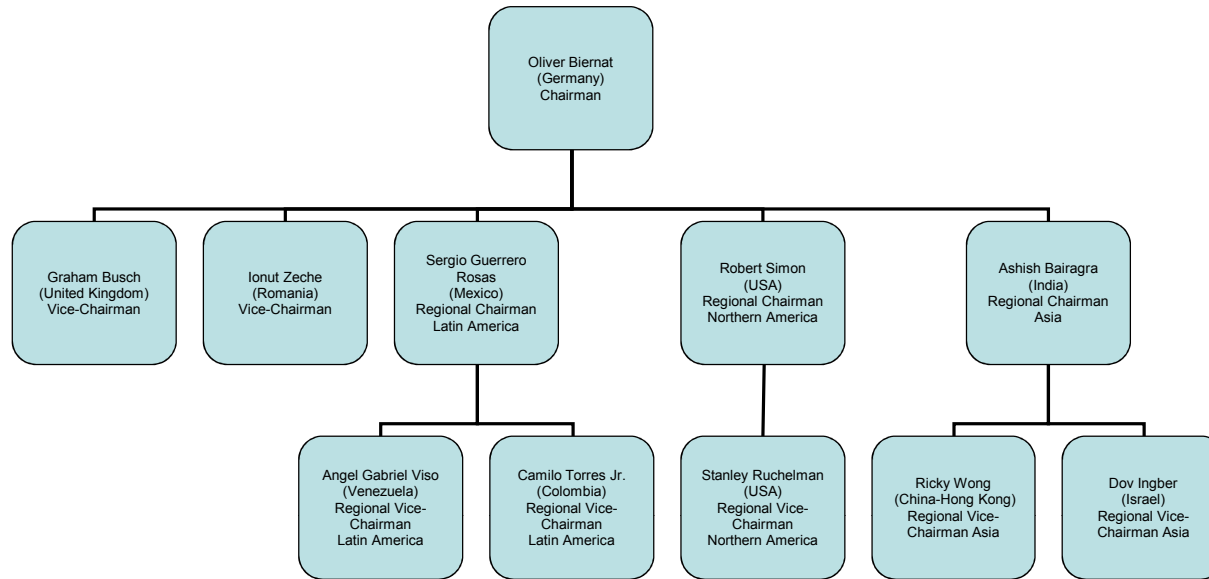 Oliver Biernat
(Germany)
Chairman
Graham Busch
(United Kingdom)
Vice-Chairman
Ionut Zeche
(Romania)
Vice-Chairman
Sergio Guerrero
Rosas
(Mexico)
Regional Chairman
Latin America
Robert Simon
(USA)
Regional Chairman
Northern America
Ashish Bairagra
(India)
Regional Chairman
Asia
Angel Gabriel Viso
(Venezuela)
Regional Vice-
Chairman
Latin America
Camilo Torres Jr.
(Colombia)
Regional Vice-
Chairman
Latin America
Stanley Ruchelman
(USA)
Regional Vice-
Chairman
Northern America
Ricky Wong
(China-Hong Kong)
Regional Vice-
Chairman Asia
Dov Ingber
(Israel)
Regional Vice-
Chairman Asia